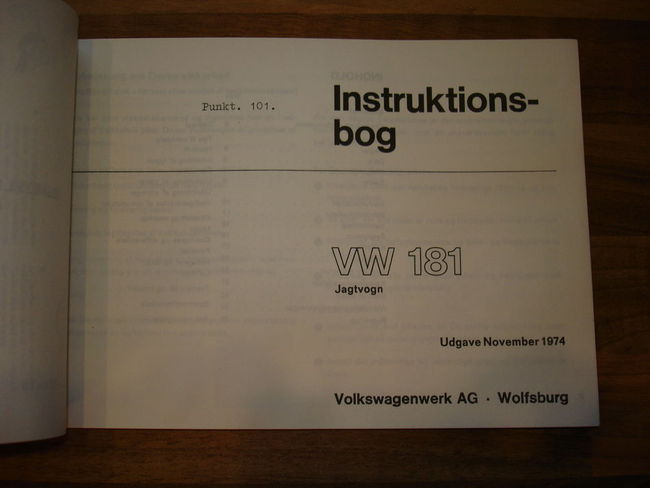 Punkt. 101.
Instruktions-
bog
VW 181
Jagtvogn
Udgave November 1974
Volkswagenwerk AG · Wolfsburg